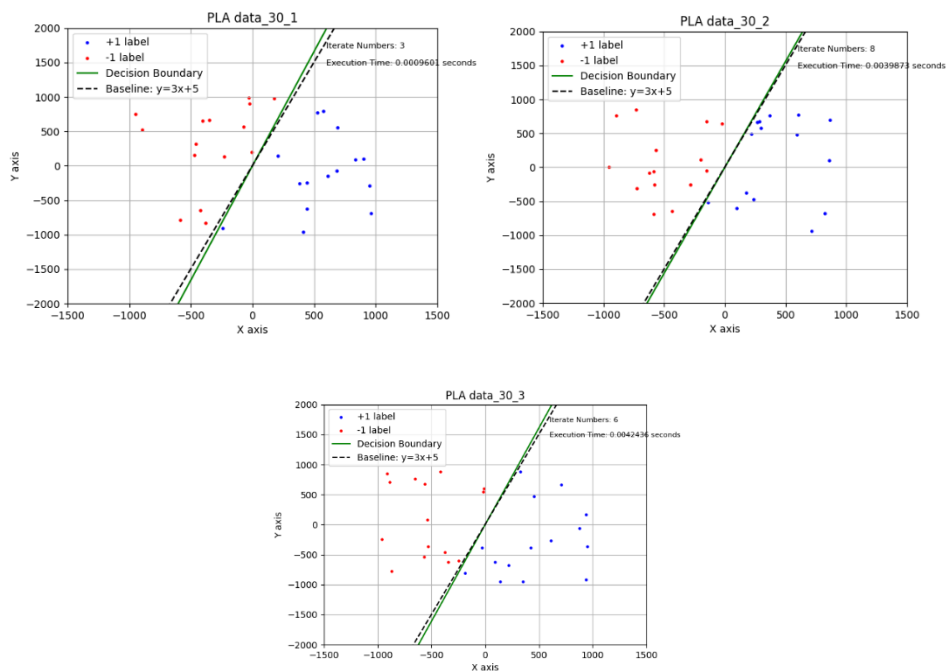 PLA data_30_1
2000
1500
1000
500
0
−500
−1000
−1500
−2000
+1 label
-1 label
Decision Boundary
Baseline: y=3x+5
Iterate Numbers: 3
Execution Time: 0.0009601 seconds
−1500 −1000 −500 0 500 1000 1500
X axis
Y axis
PLA data_30_2
2000
1500
1000
500
0
−500
−1000
−1500
−2000
+1 label
-1 label
Decision Boundary
Baseline: y=3x+5
Iterate Numbers: 8
Execution Time: 0.0039873 seconds
−1500 −1000 −500 0 500 1000 1500
X axis
Y axis
PLA data_30_3
2000
1500
1000
500
0
−500
−1000
−1500
−2000
+1 label
-1 label
Decision Boundary
Baseline: y=3x+5
Iterate Numbers: 6
Execution Time: 0.0042436 seconds
−1500 −1000 −500 0 500 1000 1500
X axis
Y axis